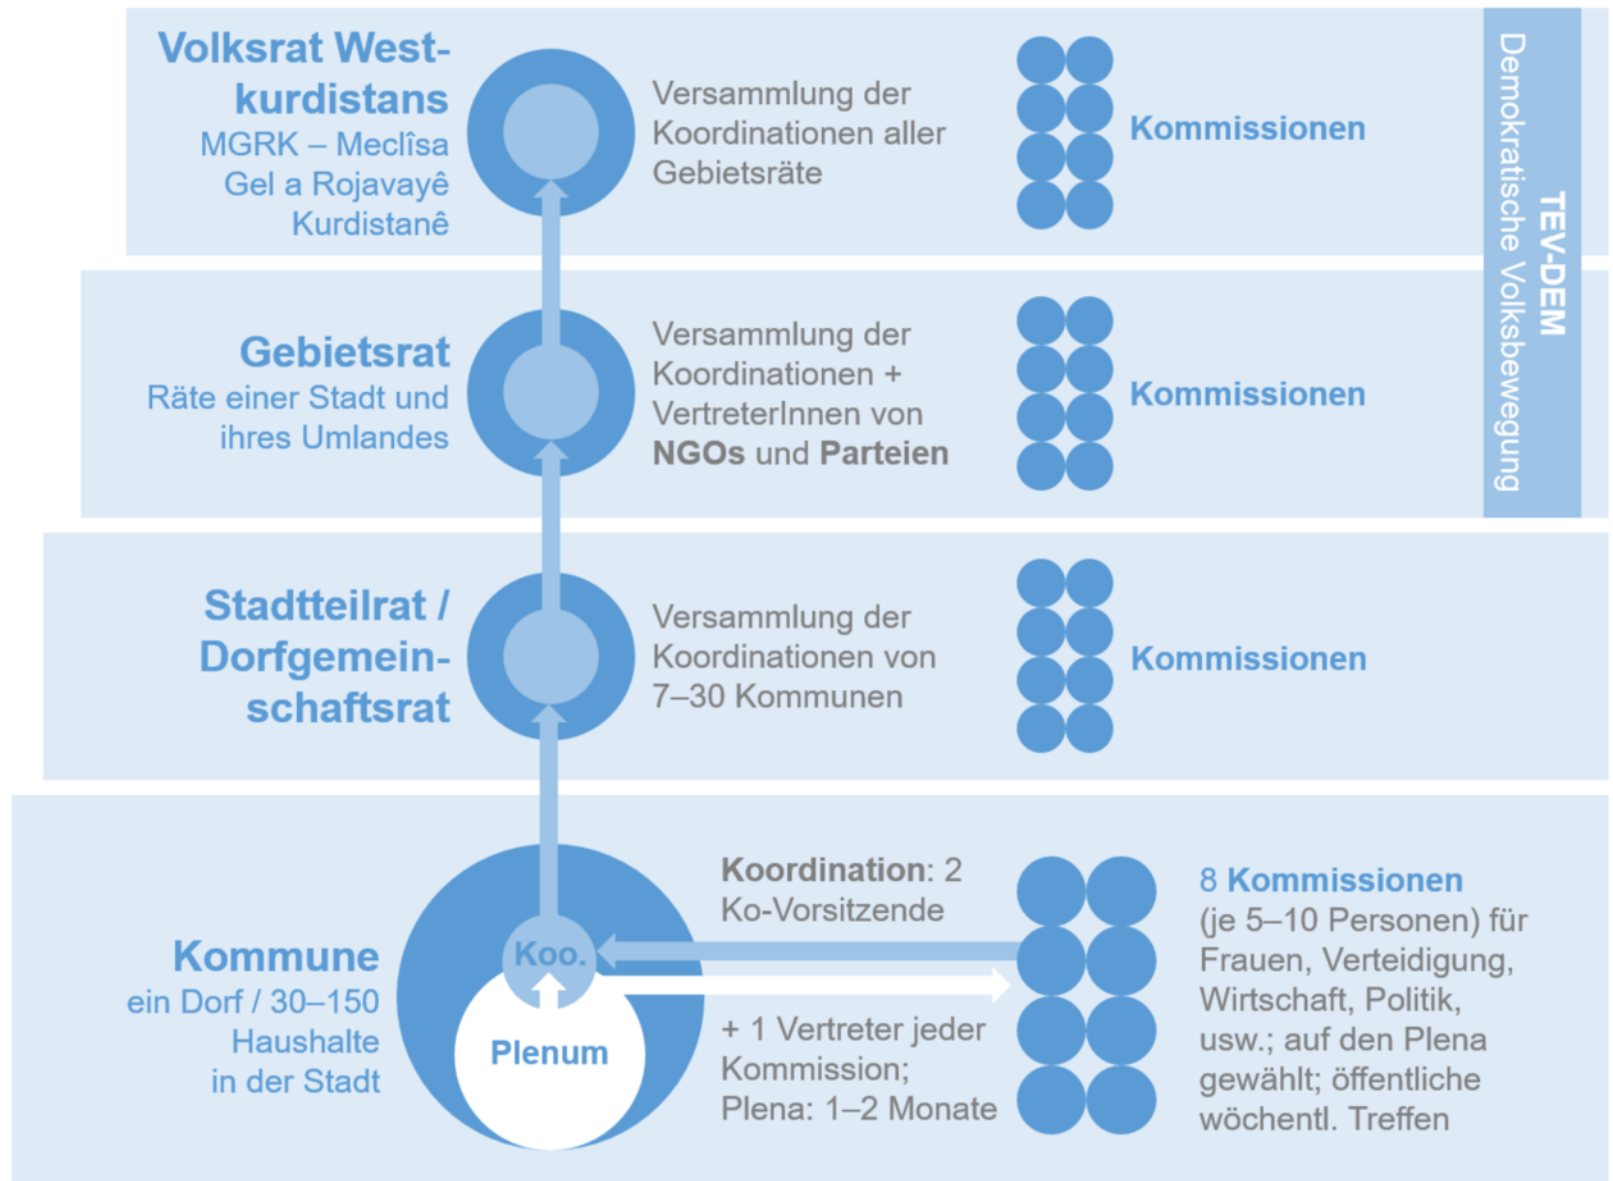 Volksrat West-
kurdistans
MGRK – Meclîsa
Gel a Rojavayê
Kurdistanê
Versammlung der
Koordinationen aller
Gebietsräte
Kommissionen
TEV-DEM
Demokratische Volksbewegung
Gebietsrat
Räte einer Stadt und
ihres Umlandes
Versammlung der
Koordinationen +
VertreterInnen von
NGOs und Parteien
Kommissionen
Stadtteilrat /
Dorfgemein-
schaftsrat
Versammlung der
Koordinationen von
7–30 Kommunen
Kommissionen
Kommune
ein Dorf / 30–150
Haushalte
in der Stadt
Koo.
Plenum
Koordination: 2
Ko-Vorsitzende
+ 1 Vertreter jeder
Kommission;
Plena: 1–2 Monate
8 Kommissionen
(je 5–10 Personen) für
Frauen, Verteidigung,
Wirtschaft, Politik,
usw.; auf den Plena
gewählt; öffentliche
wöchentl. Treffen